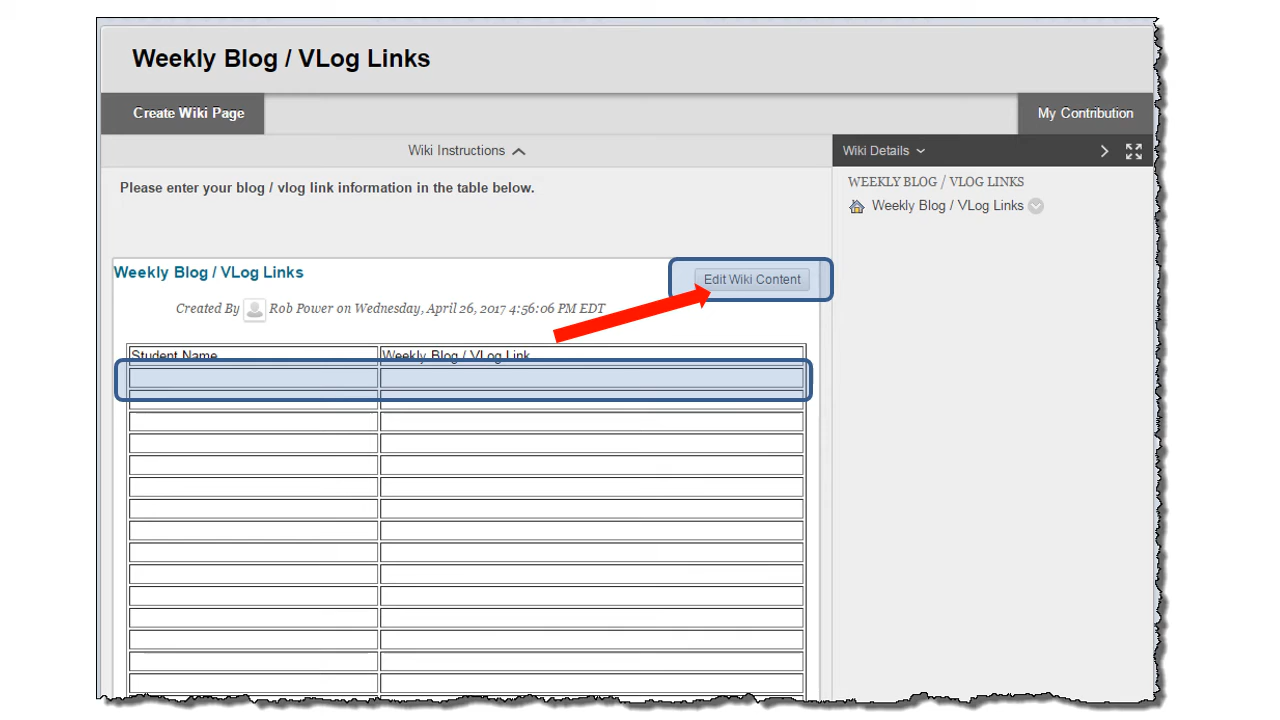 Weekly Blog / VLog Links
Create Wiki Page
My Contribution
Wiki Instructions
Wiki Details
Please enter your blog / vlog link information in the table below.
WEEKLY BLOG / VLOG LINKS
Weekly Blog / VLog Links
Weekly Blog / VLog Links
Edit Wiki Content
Created By Rob Power on Wednesday, April 26, 2017 4:56:06 PM EDT
Student Name
Weekly Blog / VLog Link